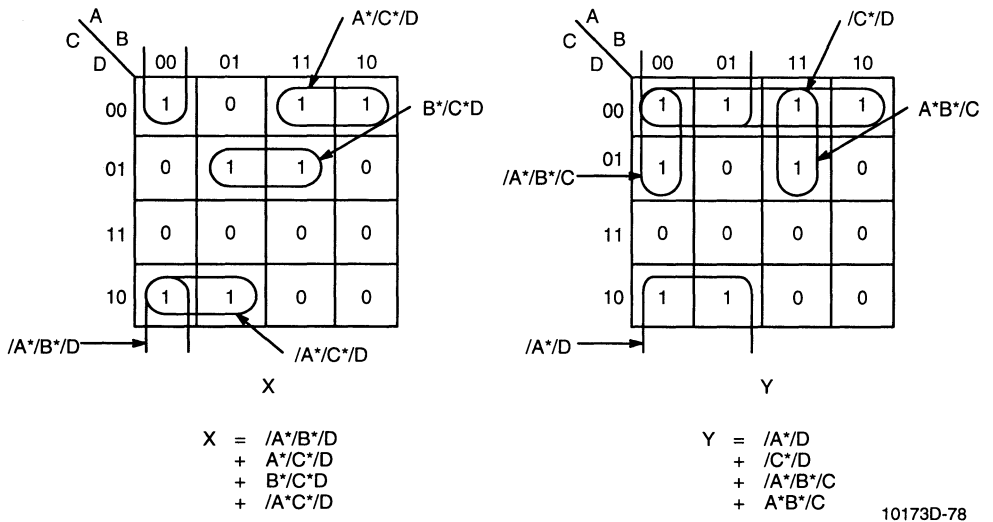 A
B
C
D
A*/C*/D
00 01 11 10
00 1 0 1 1
B*/C*D
01 0 1 1 0
11 0 0 0 0
10 1 1 0 0
/A*/B*/D
/A*/C*/D
X
X = /A*/B*/D
+ A*/C*/D
+ B*/C*D
+ /A*C*/D
A
B
C
D
/C*/D
00 01 11 10
00 1 1 1 1
A*B*/C
01 1 0 1 0
/A*/B*/C
11 0 0 0 0
10 1 1 0 0
/A*/D
Y
Y = /A*/D
+ /C*/D
+ /A*/B*/C
+ A*B*/C
10173D-78